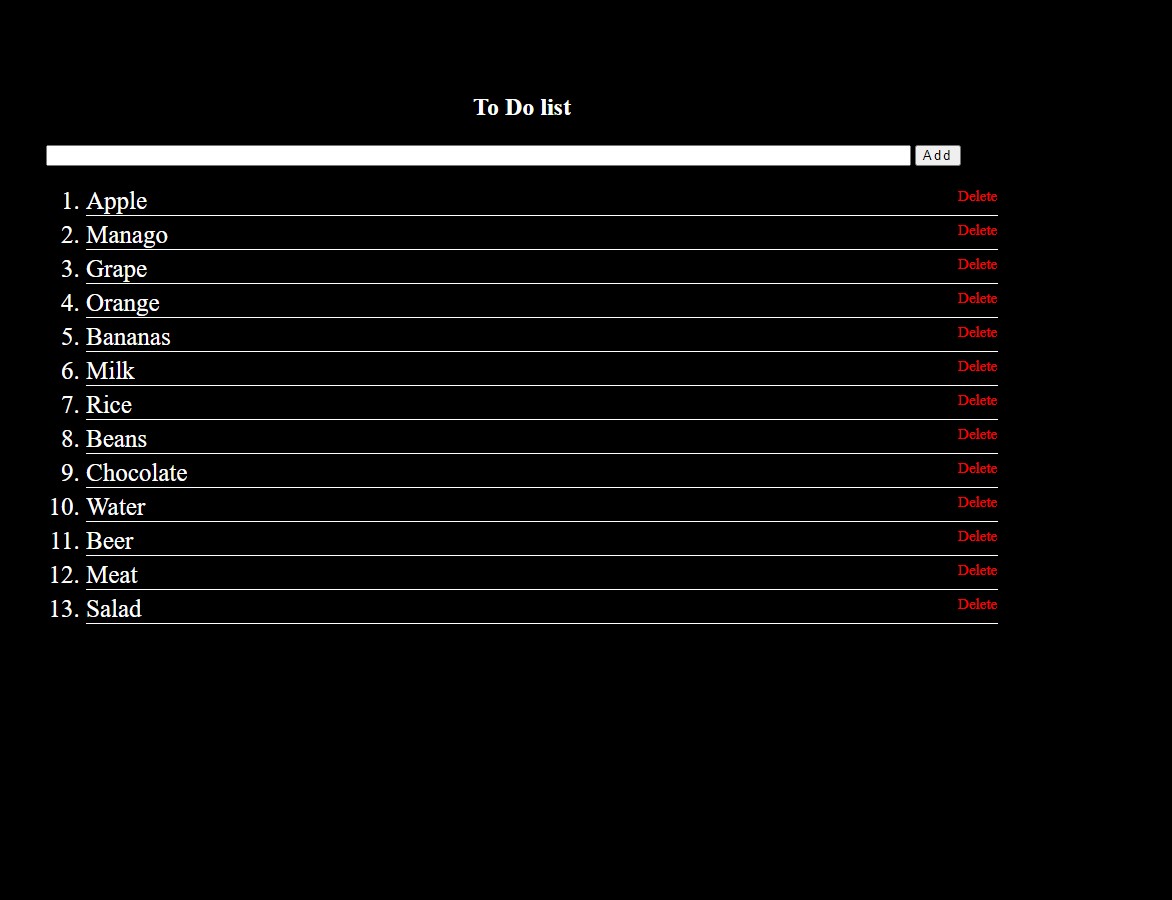 To Do list
Add
1. Apple Delete
2. Manago Delete
3. Grape Delete
4. Orange Delete
5. Bananas Delete
6. Milk Delete
7. Rice Delete
8. Beans Delete
9. Chocolate Delete
10. Water Delete
11. Beer Delete
12. Meat Delete
13. Salad Delete